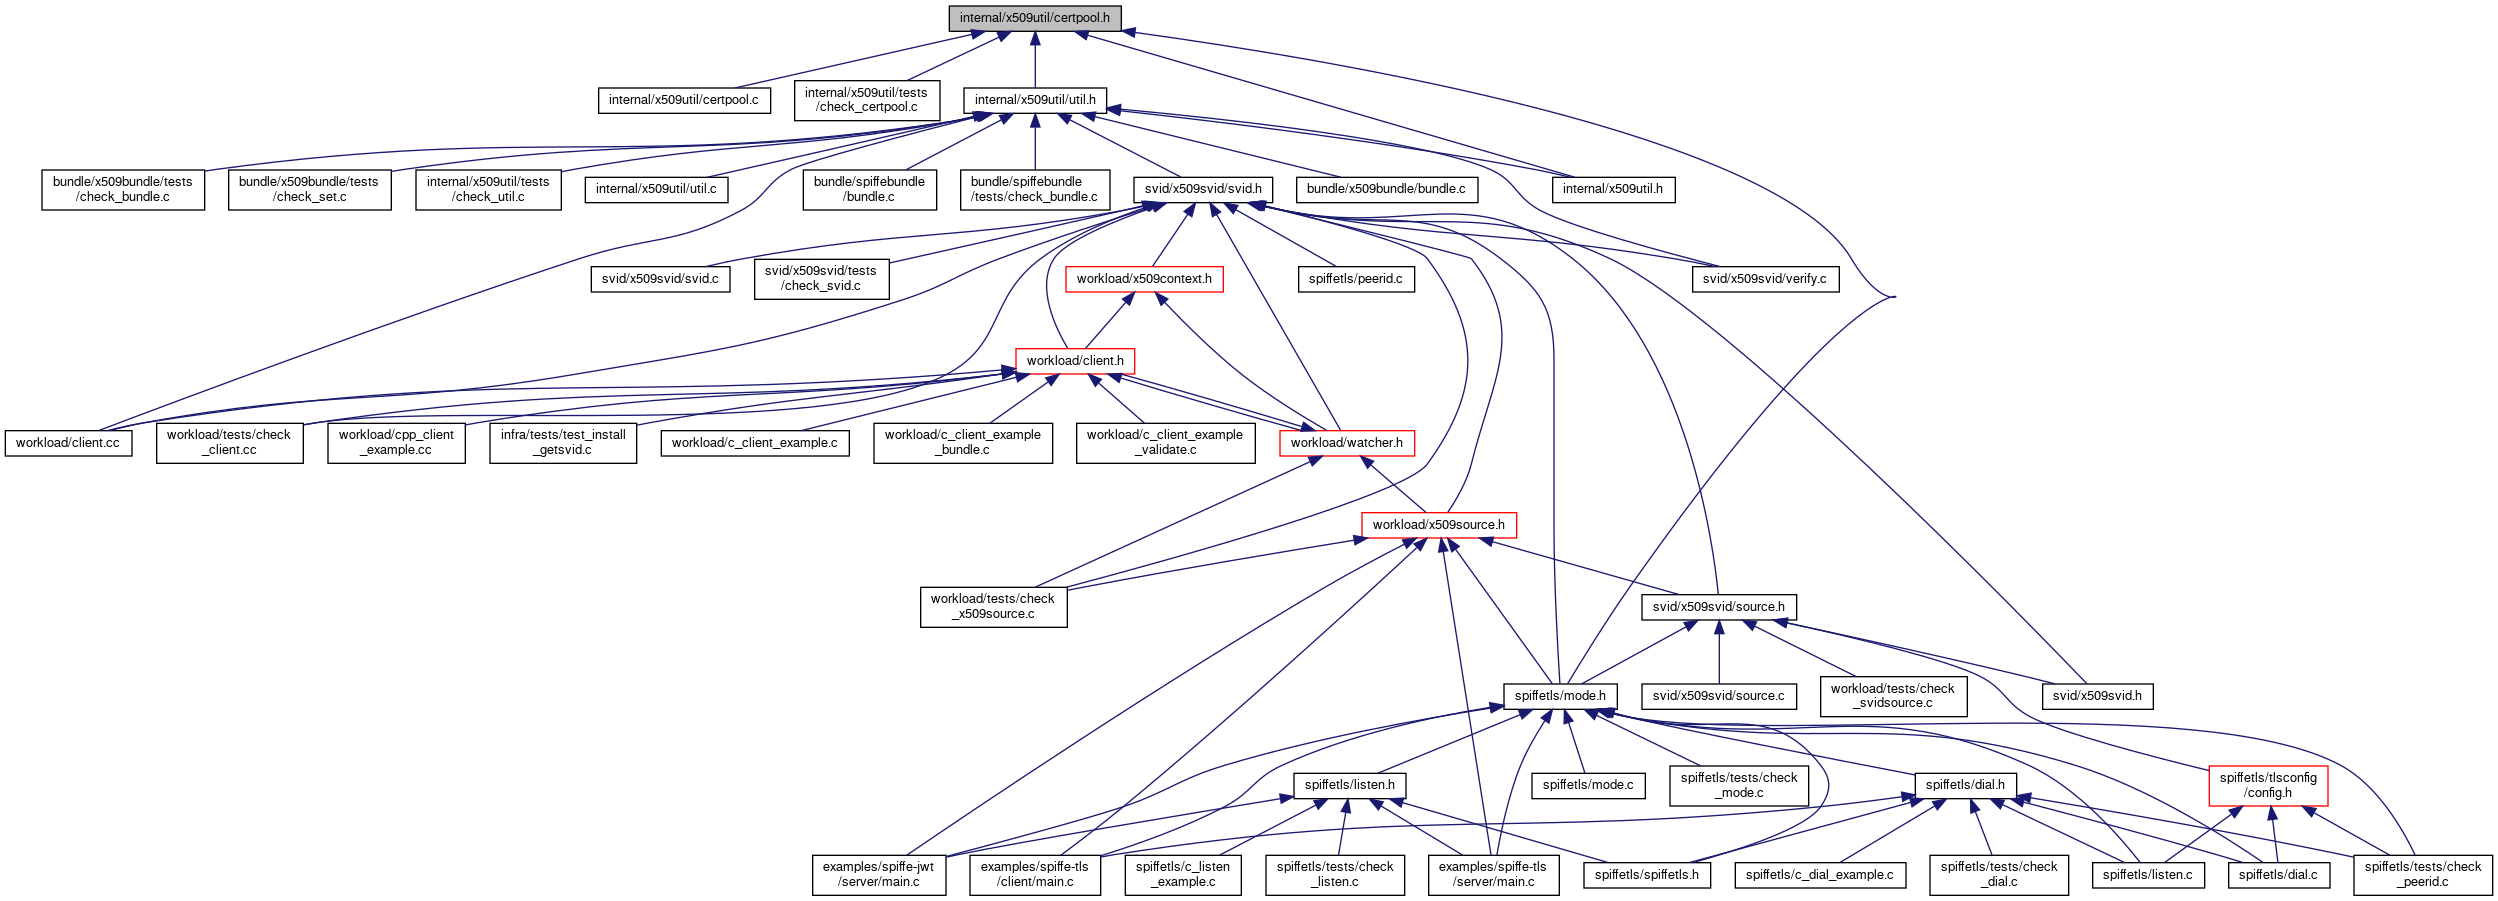 internal/x509util/certpool.h
internal/x509util/certpool.c
internal/x509util/tests
/check_certpool.c
internal/x509util/util.h
bundle/x509bundle/tests
/check_bundle.c
bundle/x509bundle/tests
/check_set.c
internal/x509util/tests
/check_util.c
internal/x509util/util.c
bundle/spiffebundle
/bundle.c
bundle/spiffebundle
/tests/check_bundle.c
svid/x509svid/svid.h
bundle/x509bundle/bundle.c
internal/x509util.h
svid/x509svid/svid.c
svid/x509svid/tests
/check_svid.c
workload/x509context.h
spiffetls/peerid.c
svid/x509svid/verify.c
workload/client.h
workload/client.cc
workload/tests/check
_client.cc
workload/cpp_client
_example.cc
infra/tests/test_install
_getsvid.c
workload/c_client_example.c
workload/c_client_example
_bundle.c
workload/c_client_example
_validate.c
workload/watcher.h
workload/x509source.h
workload/tests/check
_x509source.c
svid/x509svid/source.h
spiffetls/mode.h
svid/x509svid/source.c
workload/tests/check
_svidsource.c
svid/x509svid.h
spiffetls/listen.h
spiffetls/mode.c
spiffetls/tests/check
_mode.c
spiffetls/dial.h
spiffetls/tlsconfig
/config.h
examples/spiffe-jwt
/server/main.c
examples/spiffe-tls
/client/main.c
spiffetls/c_listen
_example.c
spiffetls/tests/check
_listen.c
examples/spiffe-tls
/server/main.c
spiffetls/spiffetls.h
spiffetls/c_dial_example.c
spiffetls/tests/check
_dial.c
spiffetls/listen.c
spiffetls/dial.c
spiffetls/tests/check
_peerid.c